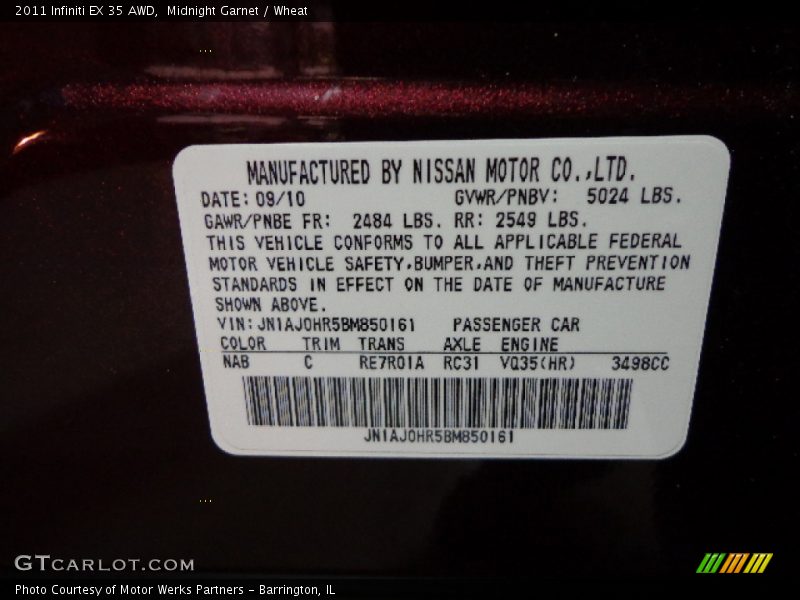 2011 Infiniti EX 35 AWD,  Midnight Garnet / Wheat
MANUFACTURED BY NISSAN MOTOR CO.,LTD.
DATE: 09/10 GVWR/PNBV: 5024 LBS.
GAWR/PNBE FR: 2484 LBS. RR: 2549 LBS.
THIS VEHICLE CONFORMS TO ALL APPLICABLE FEDERAL
MOTOR VEHICLE SAFETY,BUMPER,AND THEFT PREVENTION
STANDARDS IN EFFECT ON THE DATE OF MANUFACTURE
SHOWN ABOVE.
VIN: JN1AJ0HR5BM850161 PASSENGER CAR
COLOR TRIM TRANS AXLE ENGINE
NAB C RE7R01A RC31 VQ35(HR) 3498CC
JN1AJ0HR5BM850161
GTCARLOT.COM
Photo Courtesy of Motor Werks Partners - Barrington, IL